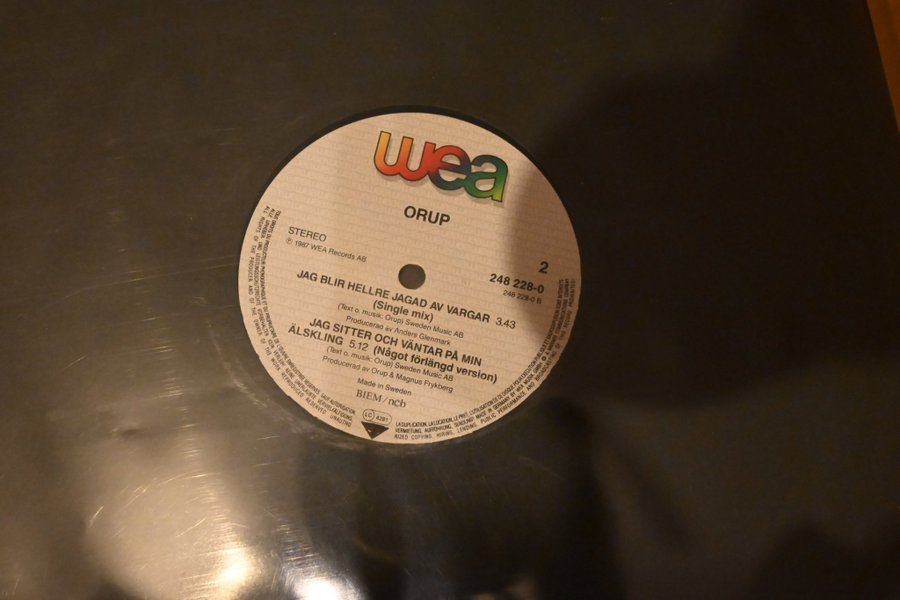 wea
ORUP
STEREO
℗ 1987 WEA Records AB
2
248 228-0
248 228-0 B
JAG BLIR HELLRE JAGAD AV VARGAR 3.43
(Single mix)
(Text o. musik: Orup) Sweden Music AB
Producerad av Anders Glenmark
JAG SITTER OCH VÄNTAR PÅ MIN
ÄLSKLING 5.12 (Något förlängd version)
(Text o. musik: Orup) Sweden Music AB
Producerad av Orup & Magnus Frykberg
Made in Sweden
BIEM/ncb
LC 4281